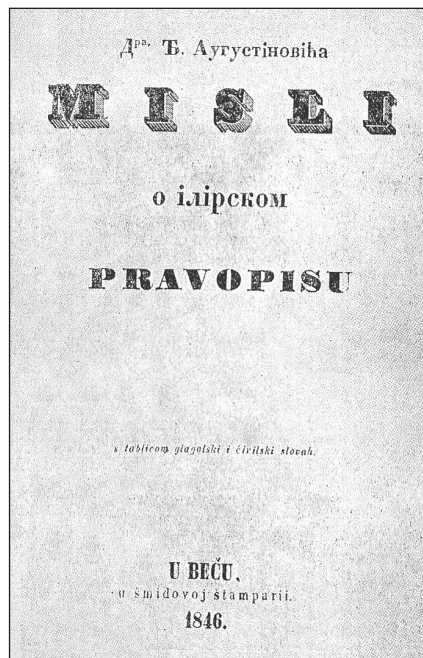 Дра. Ђ. Аугустіновіћа
MISLI
о ілірском
PRAVOPISU
s tablicom glagolski i ćirilski slovah.
U BEČU,
u šmidovoj štamparii.
1846.